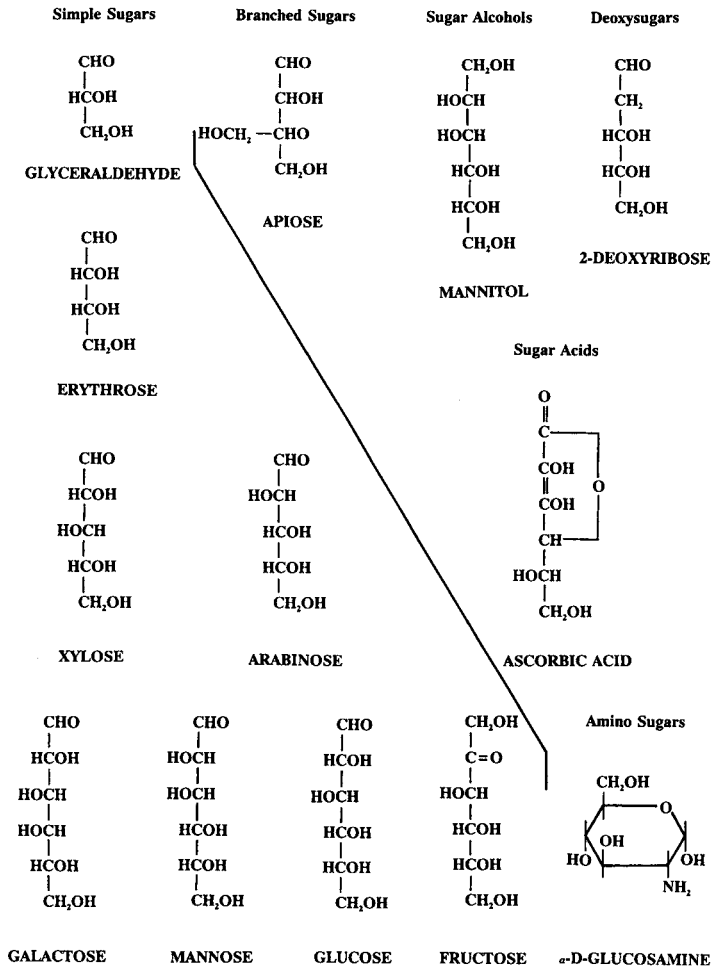 Simple Sugars
Branched Sugars
Sugar Alcohols
Deoxysugars
CHO
HCOH
CH₂OH
GLYCERALDEHYDE
CHO
CHOH
HOCH₂—CHO
CH₂OH
APIOSE
CH₂OH
HOCH
HOCH
HCOH
HCOH
CH₂OH
MANNITOL
CHO
CH₂
HCOH
HCOH
CH₂OH
2-DEOXYRIBOSE
CHO
HCOH
HCOH
CH₂OH
ERYTHROSE
Sugar Acids
O
C
COH
COH
O
CH
HOCH
CH₂OH
ASCORBIC ACID
CHO
HCOH
HOCH
HCOH
CH₂OH
XYLOSE
CHO
HOCH
HCOH
HCOH
CH₂OH
ARABINOSE
CHO
HCOH
HOCH
HOCH
HCOH
CH₂OH
GALACTOSE
CHO
HOCH
HOCH
HCOH
HCOH
CH₂OH
MANNOSE
CHO
HCOH
HOCH
HCOH
HCOH
CH₂OH
GLUCOSE
CH₂OH
C=O
HOCH
HCOH
HCOH
CH₂OH
FRUCTOSE
Amino Sugars
CH₂OH
O
OH
HO
OH
NH₂
α-D-GLUCOSAMINE